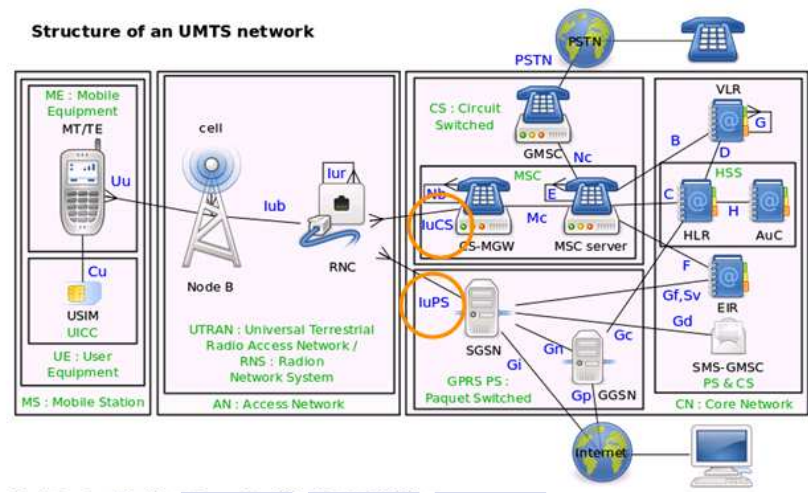 Structure of an UMTS network
PSTN
PSTN
ME : Mobile
Equipment
MT/TE
Uu
Cu
USIM
UICC
UE : User
Equipment
MS : Mobile Station
cell
Iub
Node B
Iur
RNC
UTRAN : Universal Terrestrial
Radio Access Network /
RNS : Radion
Network System
AN : Access Network
CS : Circuit
Switched
GMSC
Nc
MSC
Nb
E
IuCS
Mc
CS-MGW
MSC server
IuPS
SGSN
GPRS PS :
Paquet Switched
Gn
Gi
Gp
GGSN
Gc
VLR
G
B
D
HSS
C
H
HLR
AuC
F
Gf,Sv
EIR
Gd
SMS-GMSC
PS & CS
CN : Core Network
Internet